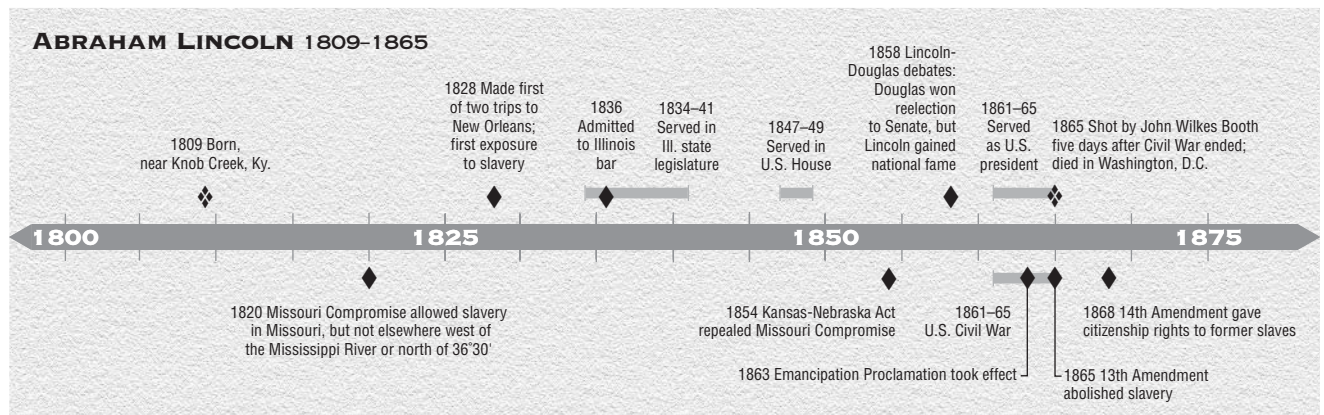 ABRAHAM LINCOLN 1809–1865
1809 Born,
near Knob Creek, Ky.
1828 Made first
of two trips to
New Orleans;
first exposure
to slavery
1836
Admitted
to Illinois
bar
1834–41
Served in
Ill. state
legislature
1847–49
Served in
U.S. House
1858 Lincoln-
Douglas debates:
Douglas won
reelection
to Senate, but
Lincoln gained
national fame
1861–65
Served
as U.S.
president
1865 Shot by John Wilkes Booth
five days after Civil War ended;
died in Washington, D.C.
1800
1825
1850
1875
1820 Missouri Compromise allowed slavery
in Missouri, but not elsewhere west of
the Mississippi River or north of 36˚30'
1854 Kansas-Nebraska Act
repealed Missouri Compromise
1861–65
U.S. Civil War
1868 14th Amendment gave
citizenship rights to former slaves
1863 Emancipation Proclamation took effect
1865 13th Amendment
abolished slavery